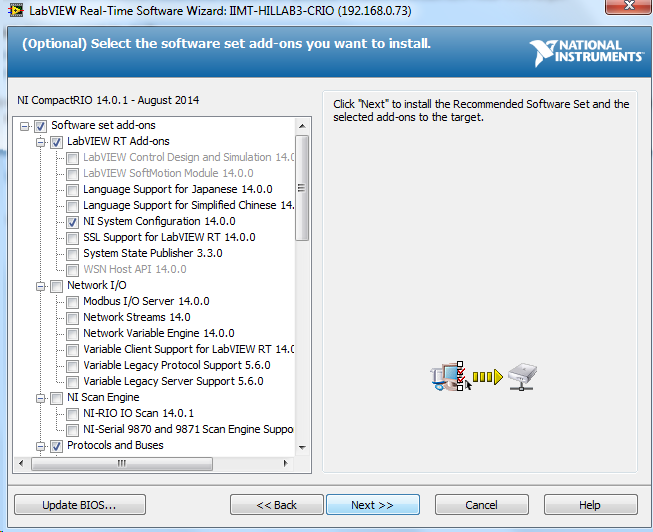 LabVIEW Real-Time Software Wizard: IIMT-HILLAB3-CRIO (192.168.0.73)
(Optional) Select the software set add-ons you want to install.
NATIONAL
INSTRUMENTS
NI CompactRIO 14.0.1 - August 2014
Software set add-ons
LabVIEW RT Add-ons
LabVIEW Control Design and Simulation 14.0
LabVIEW SoftMotion Module 14.0.0
Language Support for Japanese 14.0.0
Language Support for Simplified Chinese 14.
NI System Configuration 14.0.0
SSL Support for LabVIEW RT 14.0.0
System State Publisher 3.3.0
WSN Host API 14.0.0
Network I/O
Modbus I/O Server 14.0.0
Network Streams 14.0
Network Variable Engine 14.0.0
Variable Client Support for LabVIEW RT 14.0
Variable Legacy Protocol Support 5.6.0
Variable Legacy Server Support 5.6.0
NI Scan Engine
NI-RIO IO Scan 14.0.1
NI-Serial 9870 and 9871 Scan Engine Suppo
Protocols and Buses
Click "Next" to install the Recommended Software Set and the
selected add-ons to the target.
Update BIOS...
<< Back
Next >>
Cancel
Help